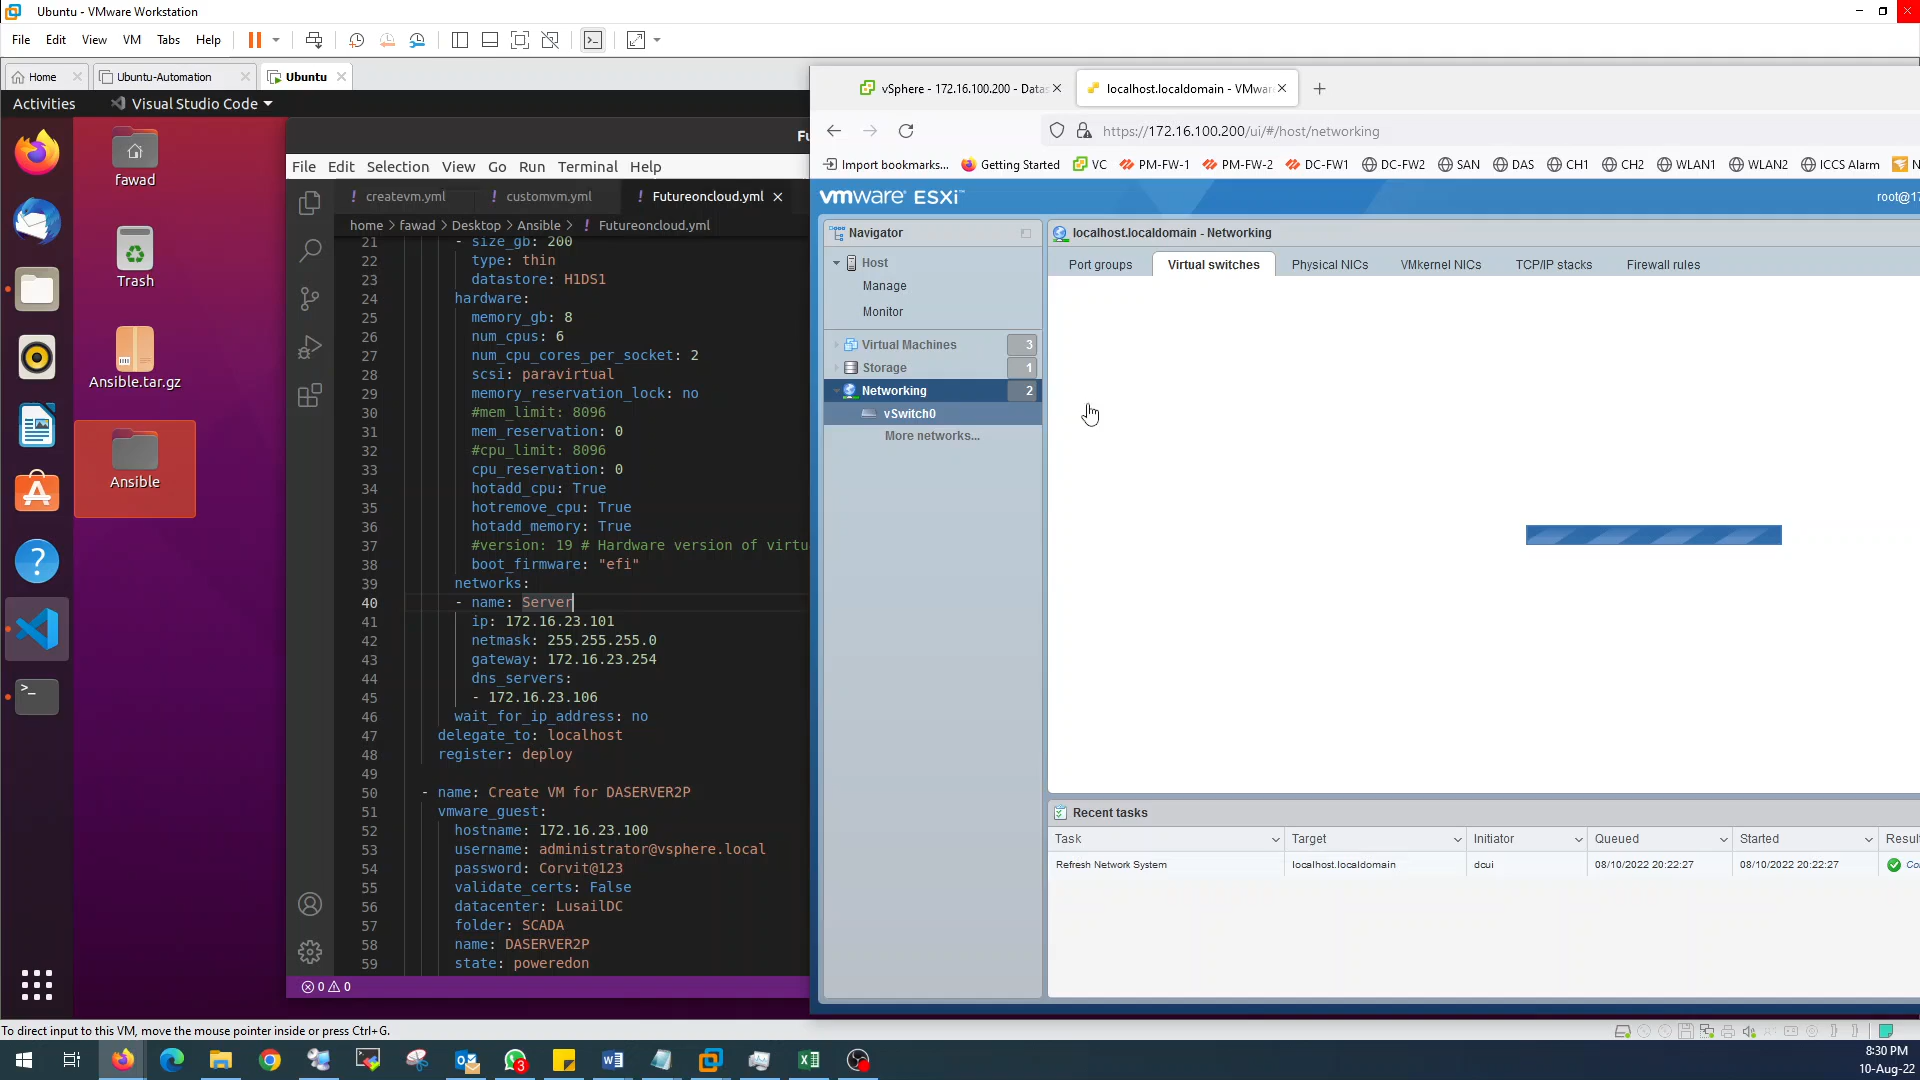 Ubuntu - VMware Workstation
File Edit View VM Tabs Help
Home
Ubuntu-Automation
Ubuntu
Activities
Visual Studio Code
fawad
Trash
Ansible.tar.gz
Ansible
Fu
File Edit Selection View Go Run Terminal Help
! createvm.yml
! customvm.yml
! Futureoncloud.yml
home > fawad > Desktop > Ansible > ! Futureoncloud.yml
21 - size_gb: 200
22 type: thin
23 datastore: H1DS1
24 hardware:
25 memory_gb: 8
26 num_cpus: 6
27 num_cpu_cores_per_socket: 2
28 scsi: paravirtual
29 memory_reservation_lock: no
30 #mem_limit: 8096
31 mem_reservation: 0
32 #cpu_limit: 8096
33 cpu_reservation: 0
34 hotadd_cpu: True
35 hotremove_cpu: True
36 hotadd_memory: True
37 #version: 19 # Hardware version of virtu
38 boot_firmware: "efi"
39 networks:
40 - name: Server
41 ip: 172.16.23.101
42 netmask: 255.255.255.0
43 gateway: 172.16.23.254
44 dns_servers:
45 - 172.16.23.106
46 wait_for_ip_address: no
47 delegate_to: localhost
48 register: deploy
49
50 - name: Create VM for DASERVER2P
51 vmware_guest:
52 hostname: 172.16.23.100
53 username: administrator@vsphere.local
54 password: Corvit@123
55 validate_certs: False
56 datacenter: LusailDC
57 folder: SCADA
58 name: DASERVER2P
59 state: poweredon
0 0
vSphere - 172.16.100.200 - Datas
localhost.localdomain - VMwar
https://172.16.100.200/ui/#/host/networking
Import bookmarks... Getting Started VC PM-FW-1 PM-FW-2 DC-FW1 DC-FW2 SAN DAS CH1 CH2 WLAN1 WLAN2 ICCS Alarm N
vmware ESXi™
root@17
Navigator
Host
Manage
Monitor
Virtual Machines 3
Storage 1
Networking 2
vSwitch0
More networks...
localhost.localdomain - Networking
Port groups Virtual switches Physical NICs VMkernel NICs TCP/IP stacks Firewall rules
Recent tasks
Task Target Initiator Queued Started Resul
Refresh Network System localhost.localdomain dcui 08/10/2022 20:22:27 08/10/2022 20:22:27 Co
To direct input to this VM, move the mouse pointer inside or press Ctrl+G.
3
8:30 PM
10-Aug-22